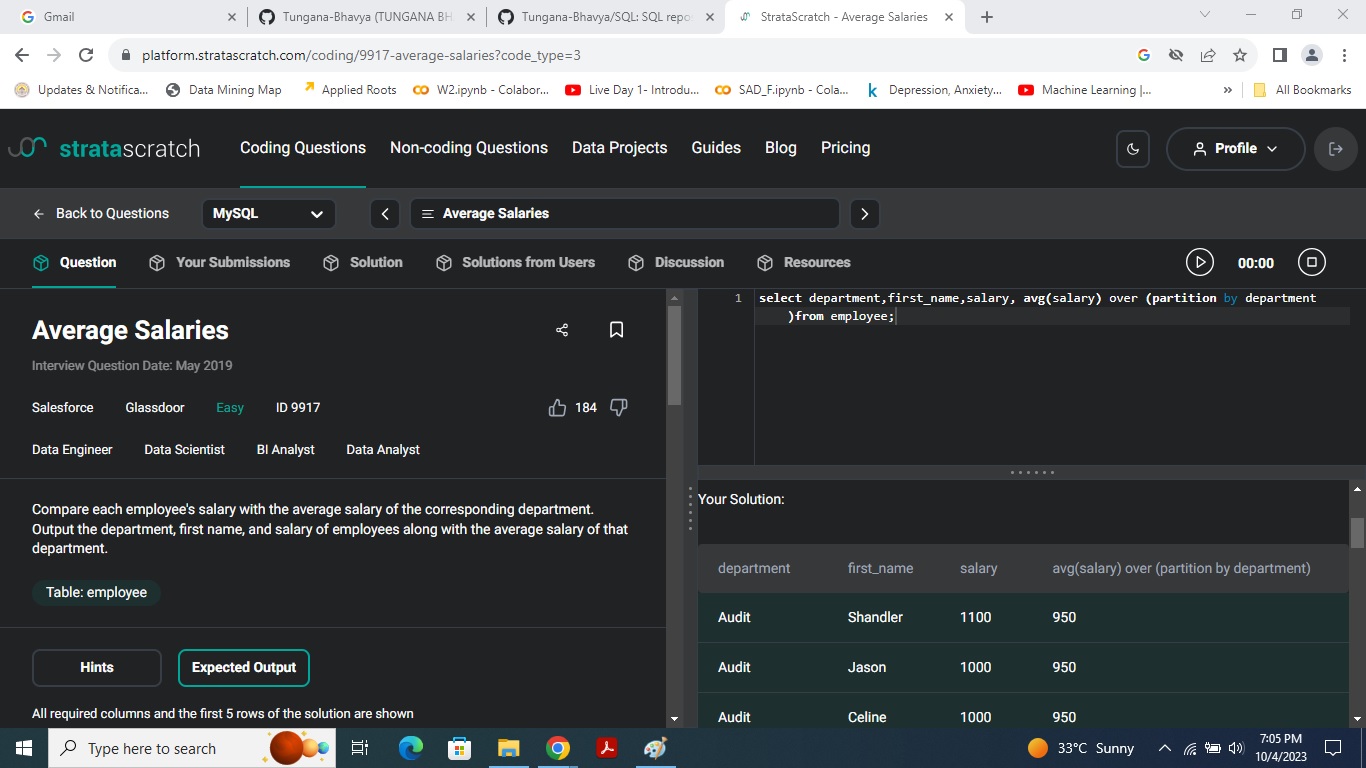 Gmail
Tungana-Bhavya (TUNGANA BH
Tungana-Bhavya/SQL: SQL repo
StrataScratch - Average Salaries
platform.stratascratch.com/coding/9917-average-salaries?code_type=3
Updates & Notifica...
Data Mining Map
Applied Roots
W2.ipynb - Colabor...
Live Day 1- Introdu...
SAD_F.ipynb - Cola...
Depression, Anxiety...
Machine Learning |...
»
All Bookmarks
stratascratch
Coding Questions
Non-coding Questions
Data Projects
Guides
Blog
Pricing
Profile
Back to Questions
MySQL
Average Salaries
Question
Your Submissions
Solution
Solutions from Users
Discussion
Resources
00:00
Average Salaries
Interview Question Date: May 2019
Salesforce Glassdoor Easy ID 9917
184
Data Engineer Data Scientist BI Analyst Data Analyst
Compare each employee's salary with the average salary of the corresponding department.
Output the department, first name, and salary of employees along with the average salary of that
department.
Table: employee
Hints
Expected Output
All required columns and the first 5 rows of the solution are shown
1 select department,first_name,salary, avg(salary) over (partition by department
)from employee;
Your Solution:
department first_name salary avg(salary) over (partition by department)
Audit Shandler 1100 950
Audit Jason 1000 950
Audit Celine 1000 950
Type here to search
33°C Sunny
7:05 PM
10/4/2023